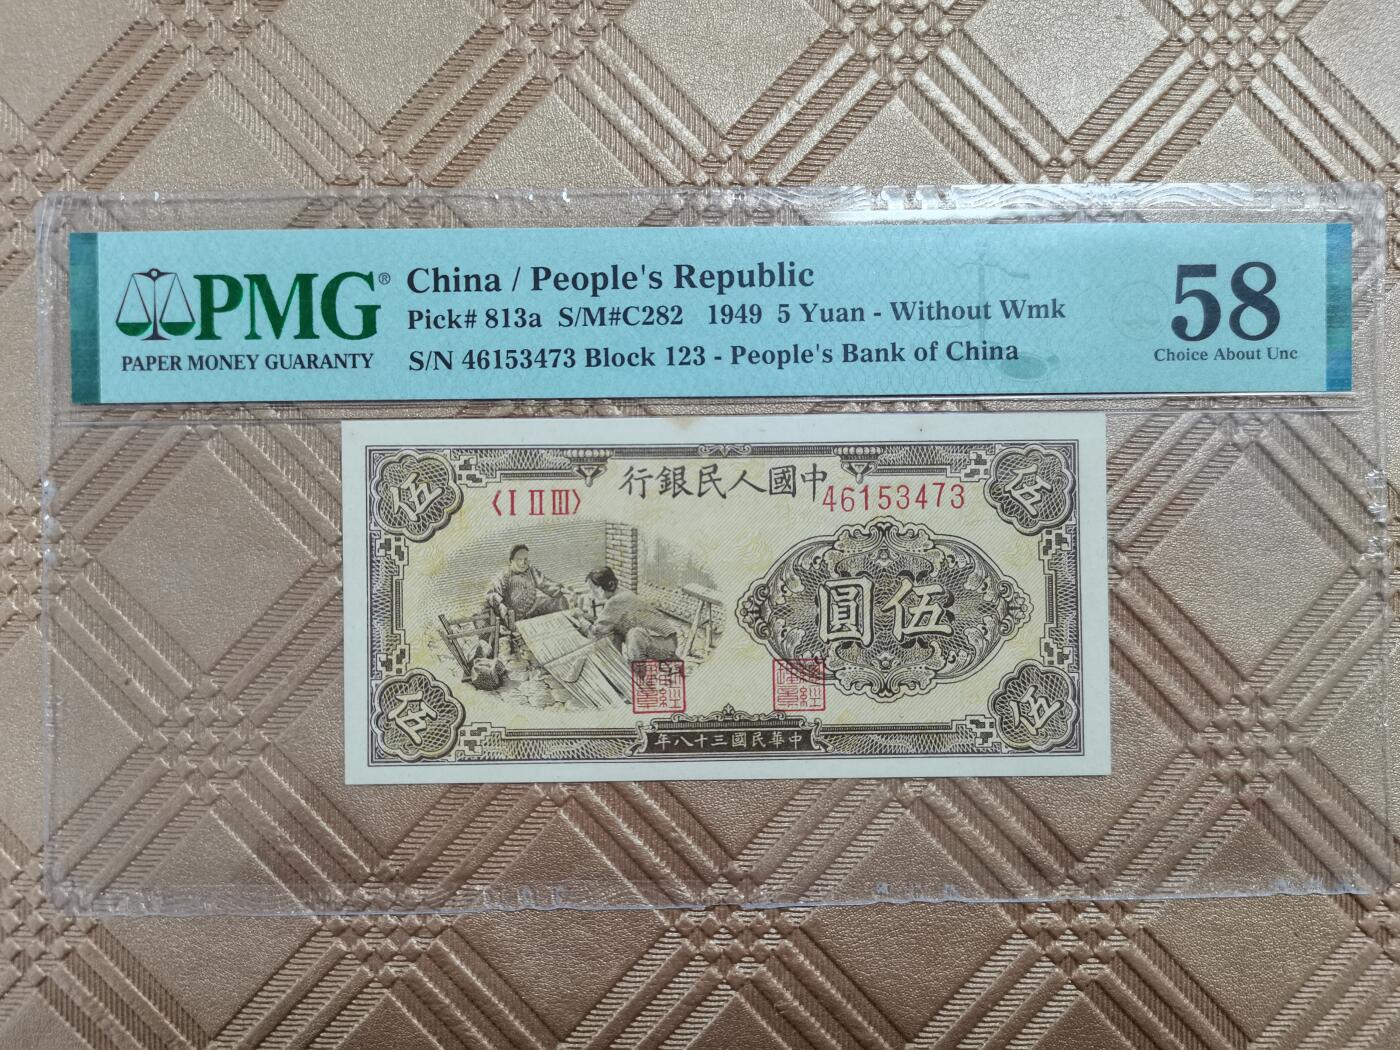 PMG®
PAPER MONEY GUARANTY
China / People's Republic
Pick# 813a S/M#C282 1949 5 Yuan - Without Wmk
S/N 46153473 Block 123 - People's Bank of China
58
Choice About Unc
行銀民人國中
〈I II III〉
46153473
伍
伍
圓伍
伍
伍
年八十三國民華中